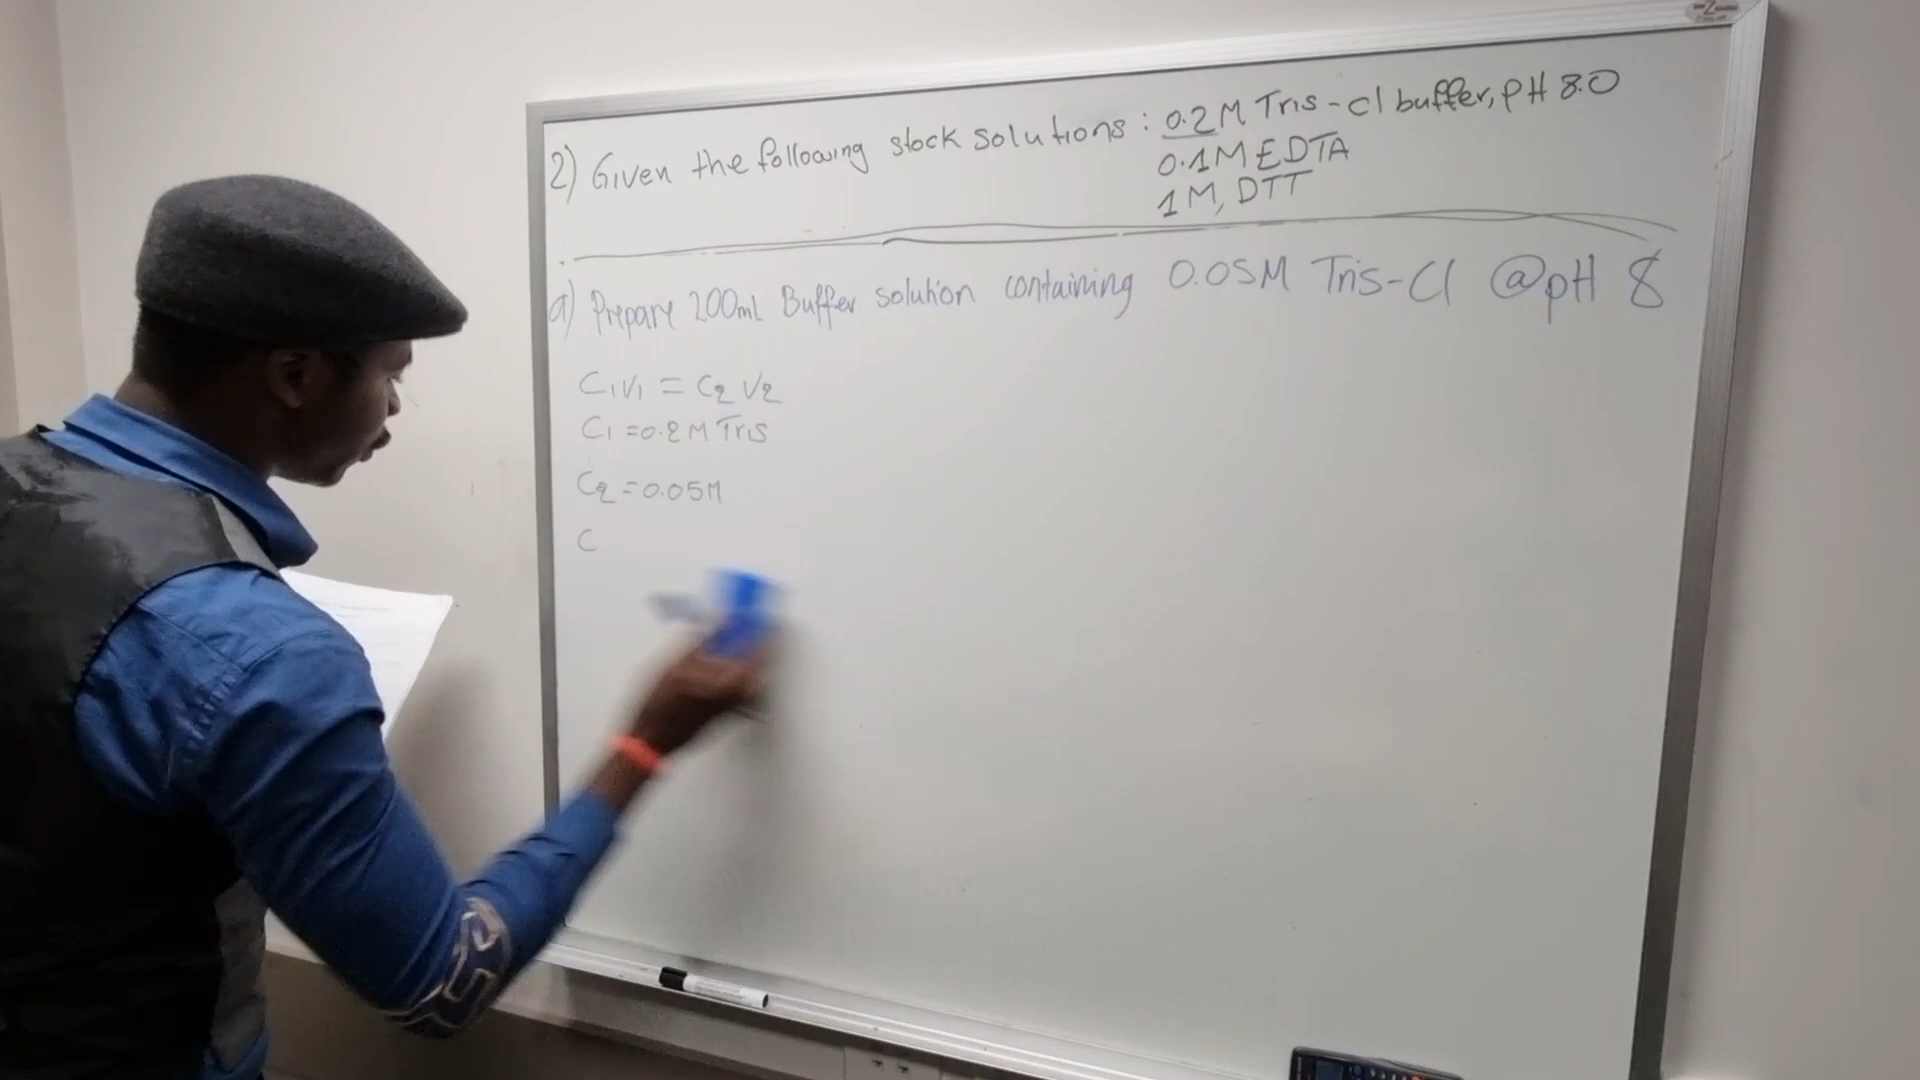 2) Given the following stock solutions : 0.2M Tris-Cl buffer, pH 8.0
0.1M EDTA
1M, DTT
a) Prepare 200mL Buffer solution containing 0.05M Tris-Cl @pH 8
C1V1 = C2V2
C1 = 0.2M Tris
C2 = 0.05M
C